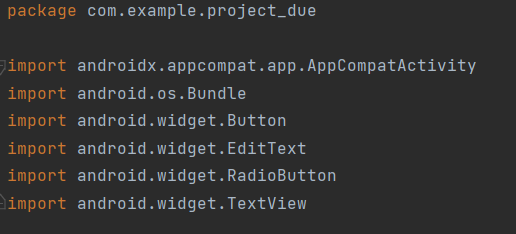 package com.example.project_due
import androidx.appcompat.app.AppCompatActivity
import android.os.Bundle
import android.widget.Button
import android.widget.EditText
import android.widget.RadioButton
import android.widget.TextView